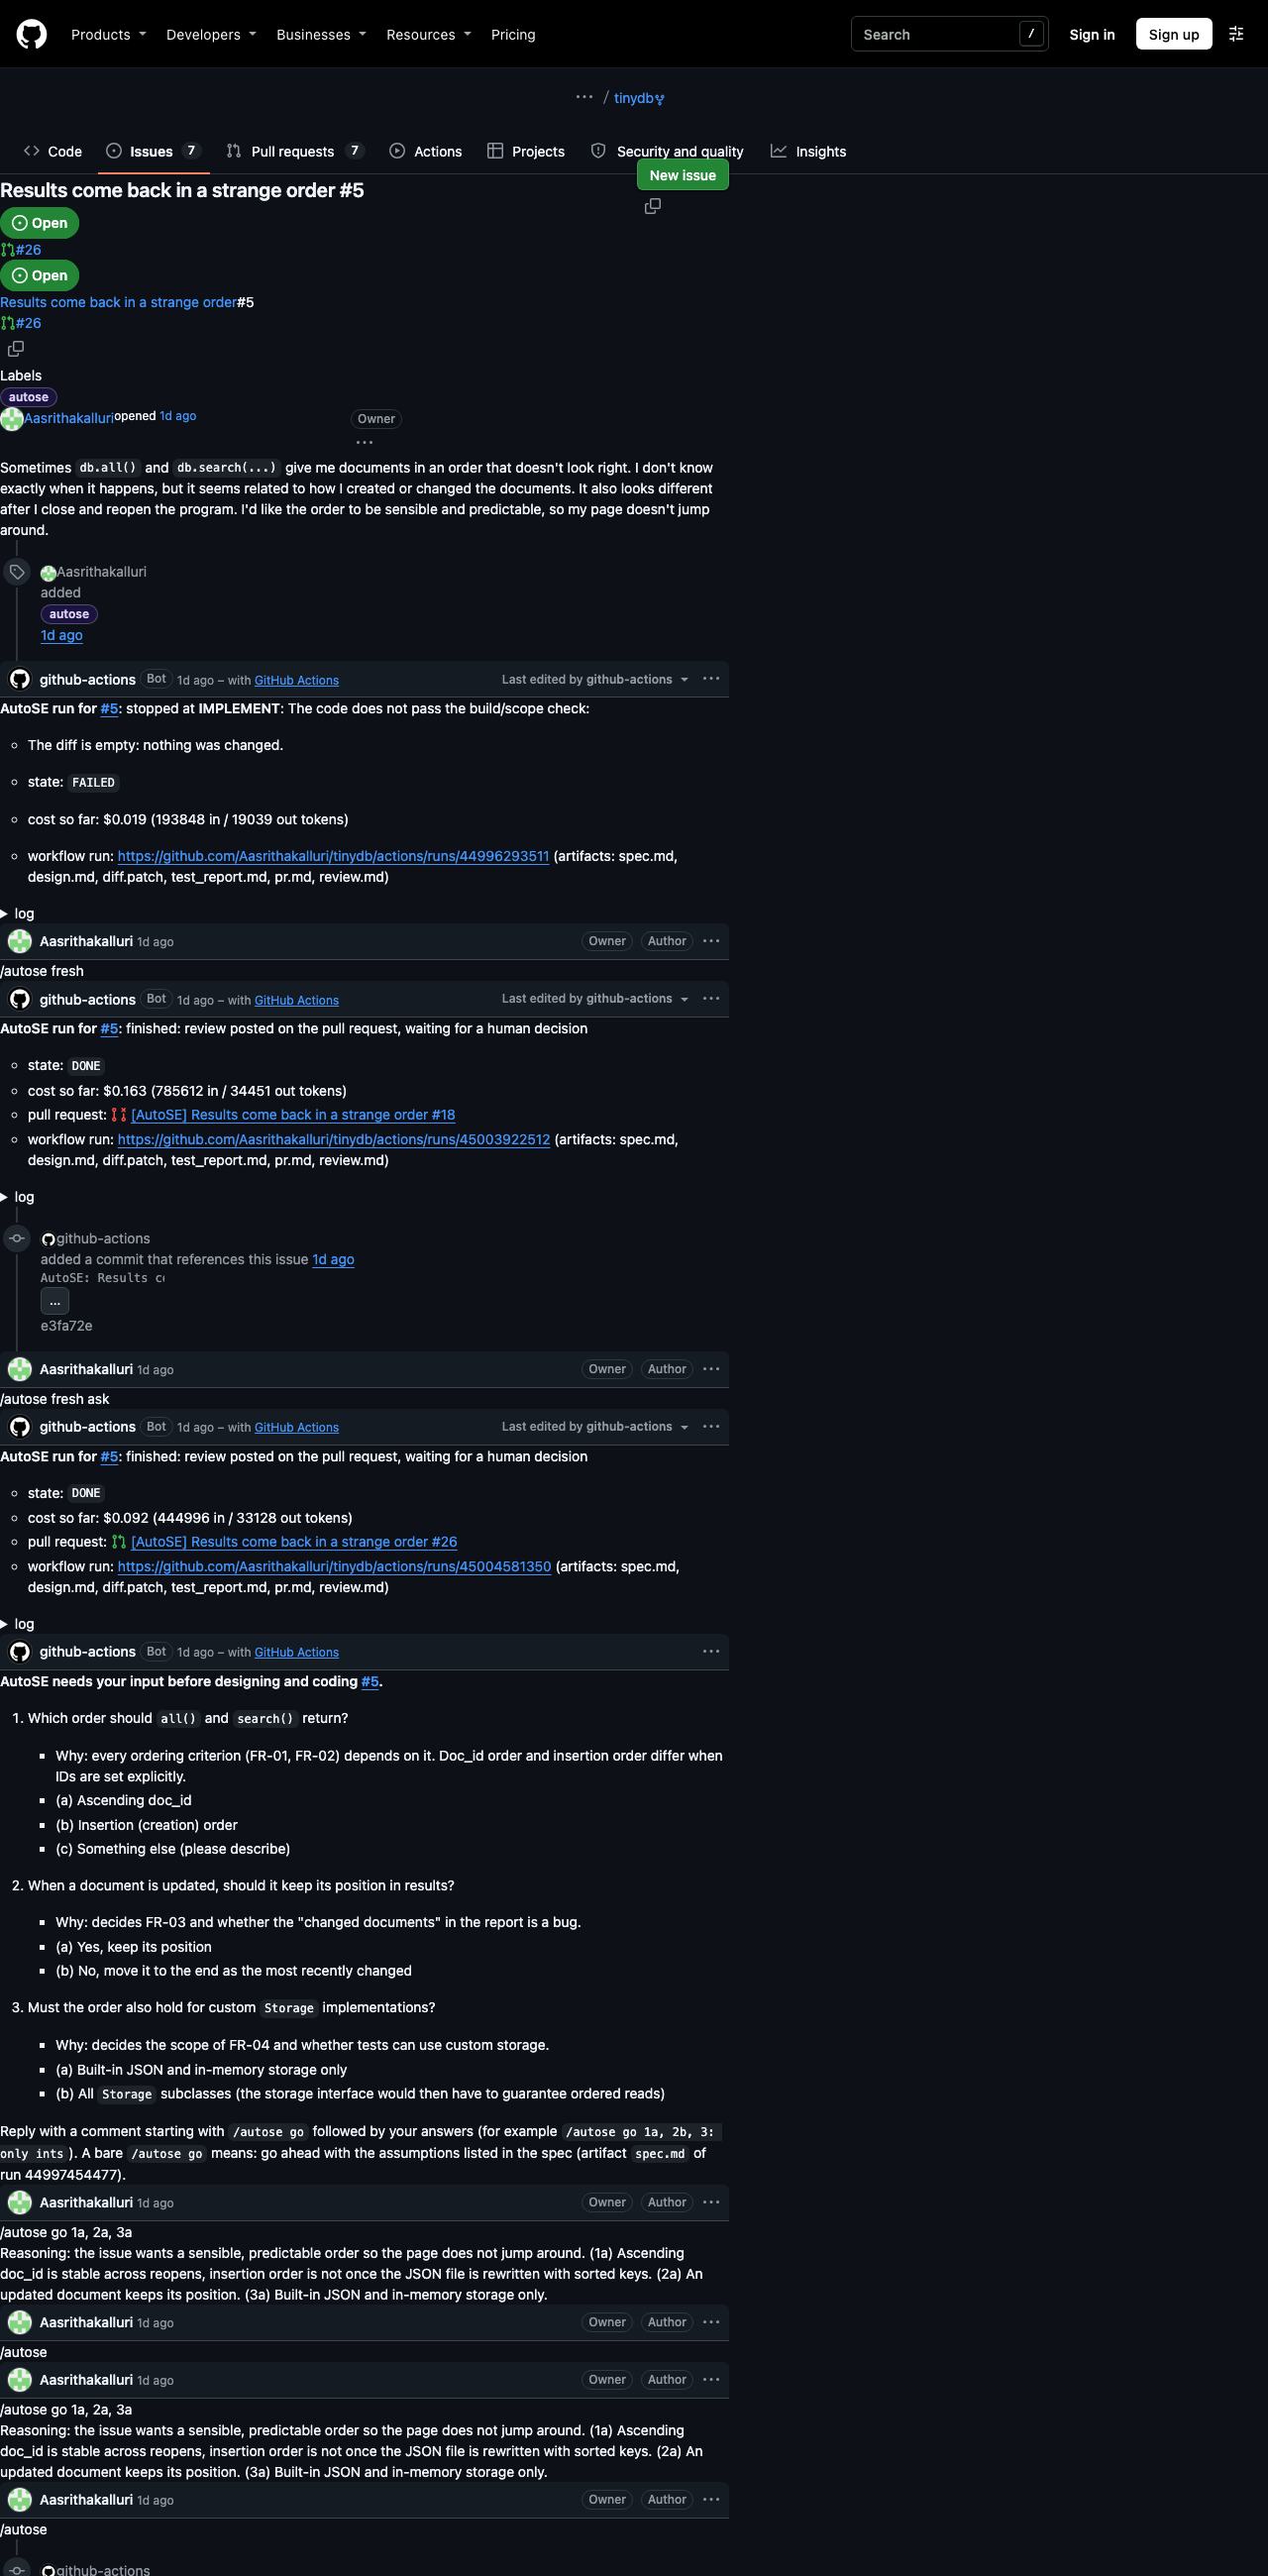 Products Developers Businesses Resources Pricing Search / Sign in Sign up
... / tinydb
Code Issues 7 Pull requests 7 Actions Projects Security and quality Insights
New issue
Results come back in a strange order #5
Open
#26
Open
Results come back in a strange order#5
#26
Labels
autose
Aasrithakalluri opened 1d ago Owner
...
Sometimes db.all() and db.search(...) give me documents in an order that doesn't look right. I don't know
exactly when it happens, but it seems related to how I created or changed the documents. It also looks different
after I close and reopen the program. I'd like the order to be sensible and predictable, so my page doesn't jump
around.
Aasrithakalluri
added
autose
1d ago
github-actions Bot 1d ago – with GitHub Actions Last edited by github-actions ...
AutoSE run for #5: stopped at IMPLEMENT: The code does not pass the build/scope check:
The diff is empty: nothing was changed.
state: FAILED
cost so far: $0.019 (193848 in / 19039 out tokens)
workflow run: https://github.com/Aasrithakalluri/tinydb/actions/runs/44996293511 (artifacts: spec.md,
design.md, diff.patch, test_report.md, pr.md, review.md)
log
Aasrithakalluri 1d ago Owner Author ...
/autose fresh
github-actions Bot 1d ago – with GitHub Actions Last edited by github-actions ...
AutoSE run for #5: finished: review posted on the pull request, waiting for a human decision
state: DONE
cost so far: $0.163 (785612 in / 34451 out tokens)
pull request: [AutoSE] Results come back in a strange order #18
workflow run: https://github.com/Aasrithakalluri/tinydb/actions/runs/45003922512 (artifacts: spec.md,
design.md, diff.patch, test_report.md, pr.md, review.md)
log
github-actions
added a commit that references this issue 1d ago
AutoSE: Results co
...
e3fa72e
Aasrithakalluri 1d ago Owner Author ...
/autose fresh ask
github-actions Bot 1d ago – with GitHub Actions Last edited by github-actions ...
AutoSE run for #5: finished: review posted on the pull request, waiting for a human decision
state: DONE
cost so far: $0.092 (444996 in / 33128 out tokens)
pull request: [AutoSE] Results come back in a strange order #26
workflow run: https://github.com/Aasrithakalluri/tinydb/actions/runs/45004581350 (artifacts: spec.md,
design.md, diff.patch, test_report.md, pr.md, review.md)
log
github-actions Bot 1d ago – with GitHub Actions ...
AutoSE needs your input before designing and coding #5.
1. Which order should all() and search() return?
Why: every ordering criterion (FR-01, FR-02) depends on it. Doc_id order and insertion order differ when
IDs are set explicitly.
(a) Ascending doc_id
(b) Insertion (creation) order
(c) Something else (please describe)
2. When a document is updated, should it keep its position in results?
Why: decides FR-03 and whether the "changed documents" in the report is a bug.
(a) Yes, keep its position
(b) No, move it to the end as the most recently changed
3. Must the order also hold for custom Storage implementations?
Why: decides the scope of FR-04 and whether tests can use custom storage.
(a) Built-in JSON and in-memory storage only
(b) All Storage subclasses (the storage interface would then have to guarantee ordered reads)
Reply with a comment starting with /autose go followed by your answers (for example /autose go 1a, 2b, 3:
only ints). A bare /autose go means: go ahead with the assumptions listed in the spec (artifact spec.md of
run 44997454477).
Aasrithakalluri 1d ago Owner Author ...
/autose go 1a, 2a, 3a
Reasoning: the issue wants a sensible, predictable order so the page does not jump around. (1a) Ascending
doc_id is stable across reopens, insertion order is not once the JSON file is rewritten with sorted keys. (2a) An
updated document keeps its position. (3a) Built-in JSON and in-memory storage only.
Aasrithakalluri 1d ago Owner Author ...
/autose
Aasrithakalluri 1d ago Owner Author ...
/autose go 1a, 2a, 3a
Reasoning: the issue wants a sensible, predictable order so the page does not jump around. (1a) Ascending
doc_id is stable across reopens, insertion order is not once the JSON file is rewritten with sorted keys. (2a) An
updated document keeps its position. (3a) Built-in JSON and in-memory storage only.
Aasrithakalluri 1d ago Owner Author ...
/autose
github-actions